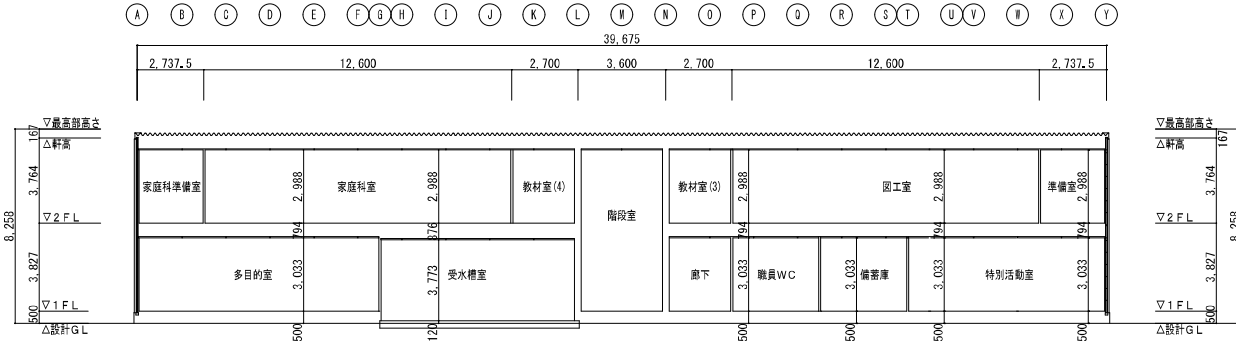 A B C D E F G H I J K L M N O P Q R S T U V W X Y
39,675
2,737.5 12,600 2,700 3,600 2,700 12,600 2,737.5
▽最高部高さ ▽最高部高さ
167 167
△軒高 △軒高
家庭科準備室 家庭科室 教材室(4) 教材室(3) 図工室 準備室
3,764 2,988 2,988 2,988 2,988 2,988 3,764
階段室
▽2FL ▽2FL
8,258 794 876 794 794 794 8,258
多目的室 受水槽室 廊下 職員WC 備蓄庫 特別活動室
3,827 3,033 3,773 3,033 3,033 3,033 3,033 3,827
▽1FL ▽1FL
500 500
△設計GL △設計GL
500 120 500 500 500 500